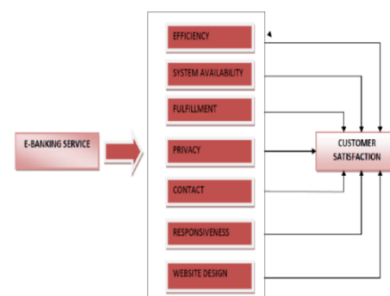 EFFICIENCY
SYSTEM AVAILABILITY
FULFILLMENT
E-BANKING SERVICE
PRIVACY
CUSTOMER
SATISFACTION
CONTACT
RESPONSIVENESS
WEBSITE DESIGN